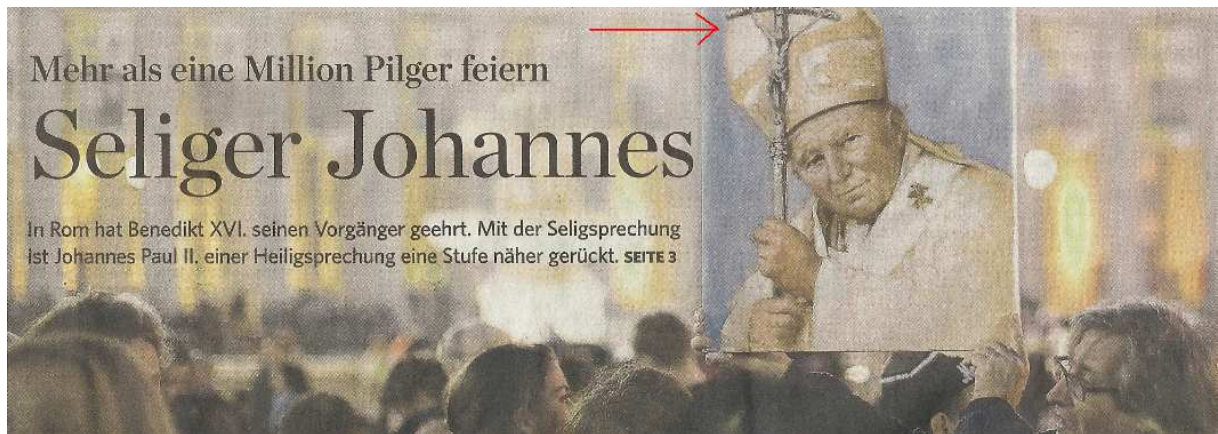 Mehr als eine Million Pilger feiern
Seliger Johannes
In Rom hat Benedikt XVI. seinen Vorgänger geehrt. Mit der Seligsprechung
ist Johannes Paul II. einer Heiligsprechung eine Stufe näher gerückt. SEITE 3